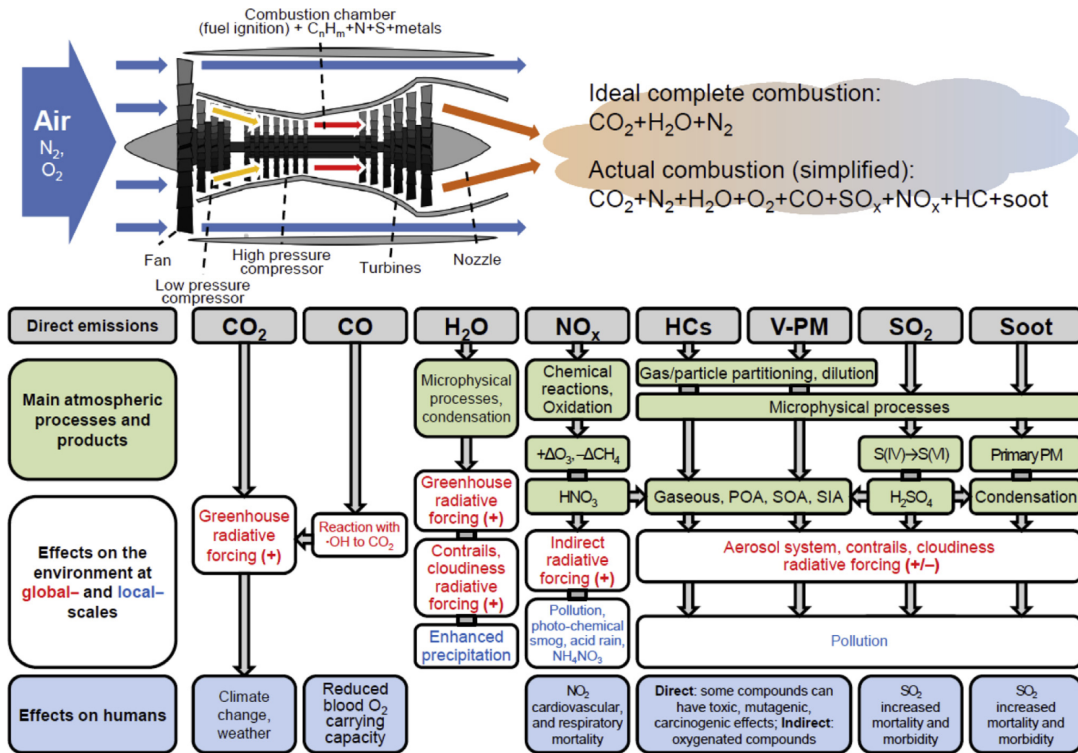 Combustion chamber
(fuel ignition) + CₙHₘ+N+S+metals
Air
N₂,
O₂
Ideal complete combustion:
CO₂+H₂O+N₂
Actual combustion (simplified):
CO₂+N₂+H₂O+O₂+CO+SOₓ+NOₓ+HC+soot
Fan
Low pressure
compressor
High pressure
compressor
Turbines
Nozzle
Direct emissions
CO₂
CO
H₂O
NOₓ
HCs
V-PM
SO₂
Soot
Main atmospheric
processes and
products
Microphysical
processes,
condensation
Chemical
reactions,
Oxidation
Gas/particle partitioning, dilution
Microphysical processes
+ΔO₃,−ΔCH₄
S(IV)→S(VI)
Primary PM
HNO₃
Gaseous, POA, SOA, SIA
H₂SO₄
Condensation
Effects on the
environment at
global– and local–
scales
Greenhouse
radiative
forcing (+)
Reaction with
·OH to CO₂
Greenhouse
radiative
forcing (+)
Contrails,
cloudiness
radiative
forcing (+)
Enhanced
precipitation
Indirect
radiative
forcing (+)
Pollution,
photo-chemical
smog, acid rain,
NH₄NO₃
Aerosol system, contrails, cloudiness
radiative forcing (+/−)
Pollution
Effects on humans
Climate
change,
weather
Reduced
blood O₂
carrying
capacity
NO₂
cardiovascular,
and respiratory
mortality
Direct: some compounds can
have toxic, mutagenic,
carcinogenic effects; Indirect:
oxygenated compounds
SO₂
increased
mortality and
morbidity
SO₂
increased
mortality and
morbidity